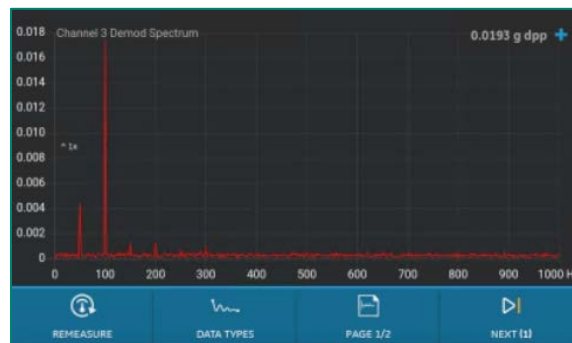 Channel 3 Demod Spectrum
0.0193 g dpp +
0.018
0.016
0.014
0.012
0.010
0.008
^ 1x
0.006
0.004
0.002
0
0 100 200 300 400 500 600 700 800 900 1000 H
REMEASURE
DATA TYPES
PAGE 1/2
NEXT (1)